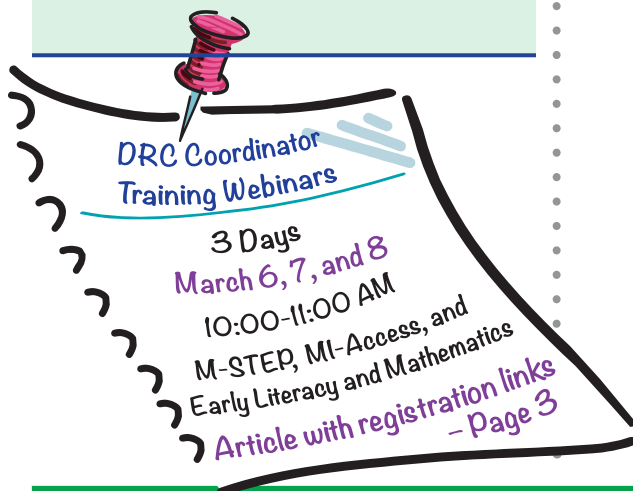 DRC Coordinator
Training Webinars
3 Days
March 6, 7, and 8
10:00-11:00 AM
M-STEP, MI-Access, and
Early Literacy and Mathematics
Article with registration links
– Page 3